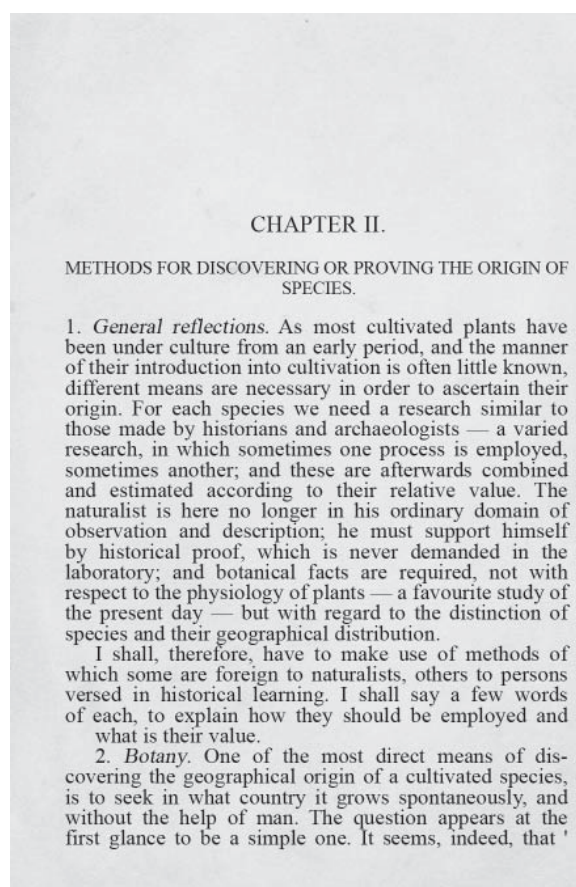 CHAPTER II.
METHODS FOR DISCOVERING OR PROVING THE ORIGIN OF
SPECIES.
1. General reflections. As most cultivated plants have
been under culture from an early period, and the manner
of their introduction into cultivation is often little known,
different means are necessary in order to ascertain their
origin. For each species we need a research similar to
those made by historians and archaeologists — a varied
research, in which sometimes one process is employed,
sometimes another; and these are afterwards combined
and estimated according to their relative value. The
naturalist is here no longer in his ordinary domain of
observation and description; he must support himself
by historical proof, which is never demanded in the
laboratory; and botanical facts are required, not with
respect to the physiology of plants — a favourite study of
the present day — but with regard to the distinction of
species and their geographical distribution.
I shall, therefore, have to make use of methods of
which some are foreign to naturalists, others to persons
versed in historical learning. I shall say a few words
of each, to explain how they should be employed and
what is their value.
2. Botany. One of the most direct means of dis-
covering the geographical origin of a cultivated species,
is to seek in what country it grows spontaneously, and
without the help of man. The question appears at the
first glance to be a simple one. It seems, indeed, that '